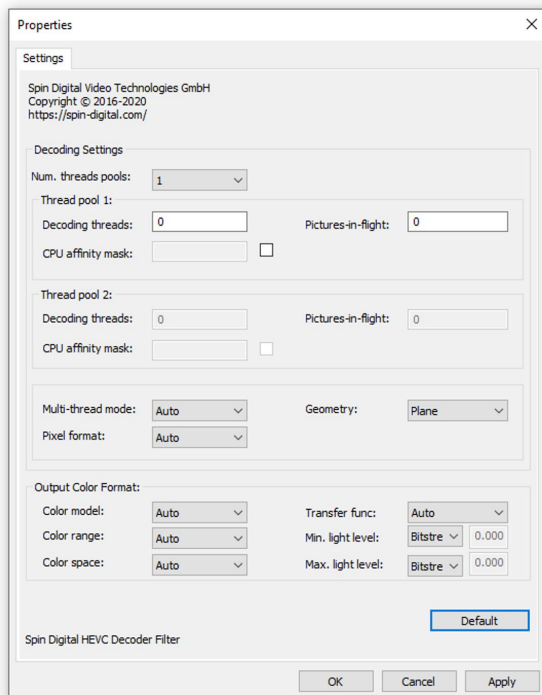 Properties
Settings
Spin Digital Video Technologies GmbH
Copyright © 2016-2020
https://spin-digital.com/
Decoding Settings
Num. threads pools: 1
Thread pool 1:
Decoding threads: 0 Pictures-in-flight: 0
CPU affinity mask:
Thread pool 2:
Decoding threads: 0 Pictures-in-flight: 0
CPU affinity mask:
Multi-thread mode: Auto Geometry: Plane
Pixel format: Auto
Output Color Format:
Color model: Auto Transfer func: Auto
Color range: Auto Min. light level: Bitstre 0.000
Color space: Auto Max. light level: Bitstre 0.000
Default
Spin Digital HEVC Decoder Filter
OK Cancel Apply